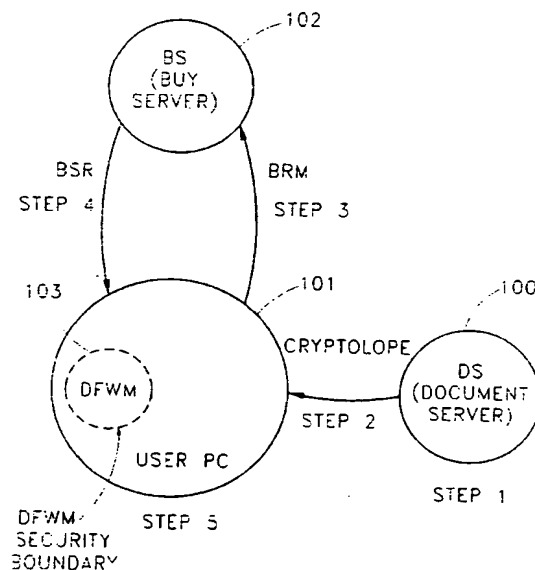 102
BS
(BUY
SERVER)
BSR
STEP 4
BRM
STEP 3
103
101
100
CRYPTOLOPE
DS
(DOCUMENT
SERVER)
DFWM
STEP 2
USER PC
STEP 1
DFWM
SECURITY
BOUNDARY
STEP 5